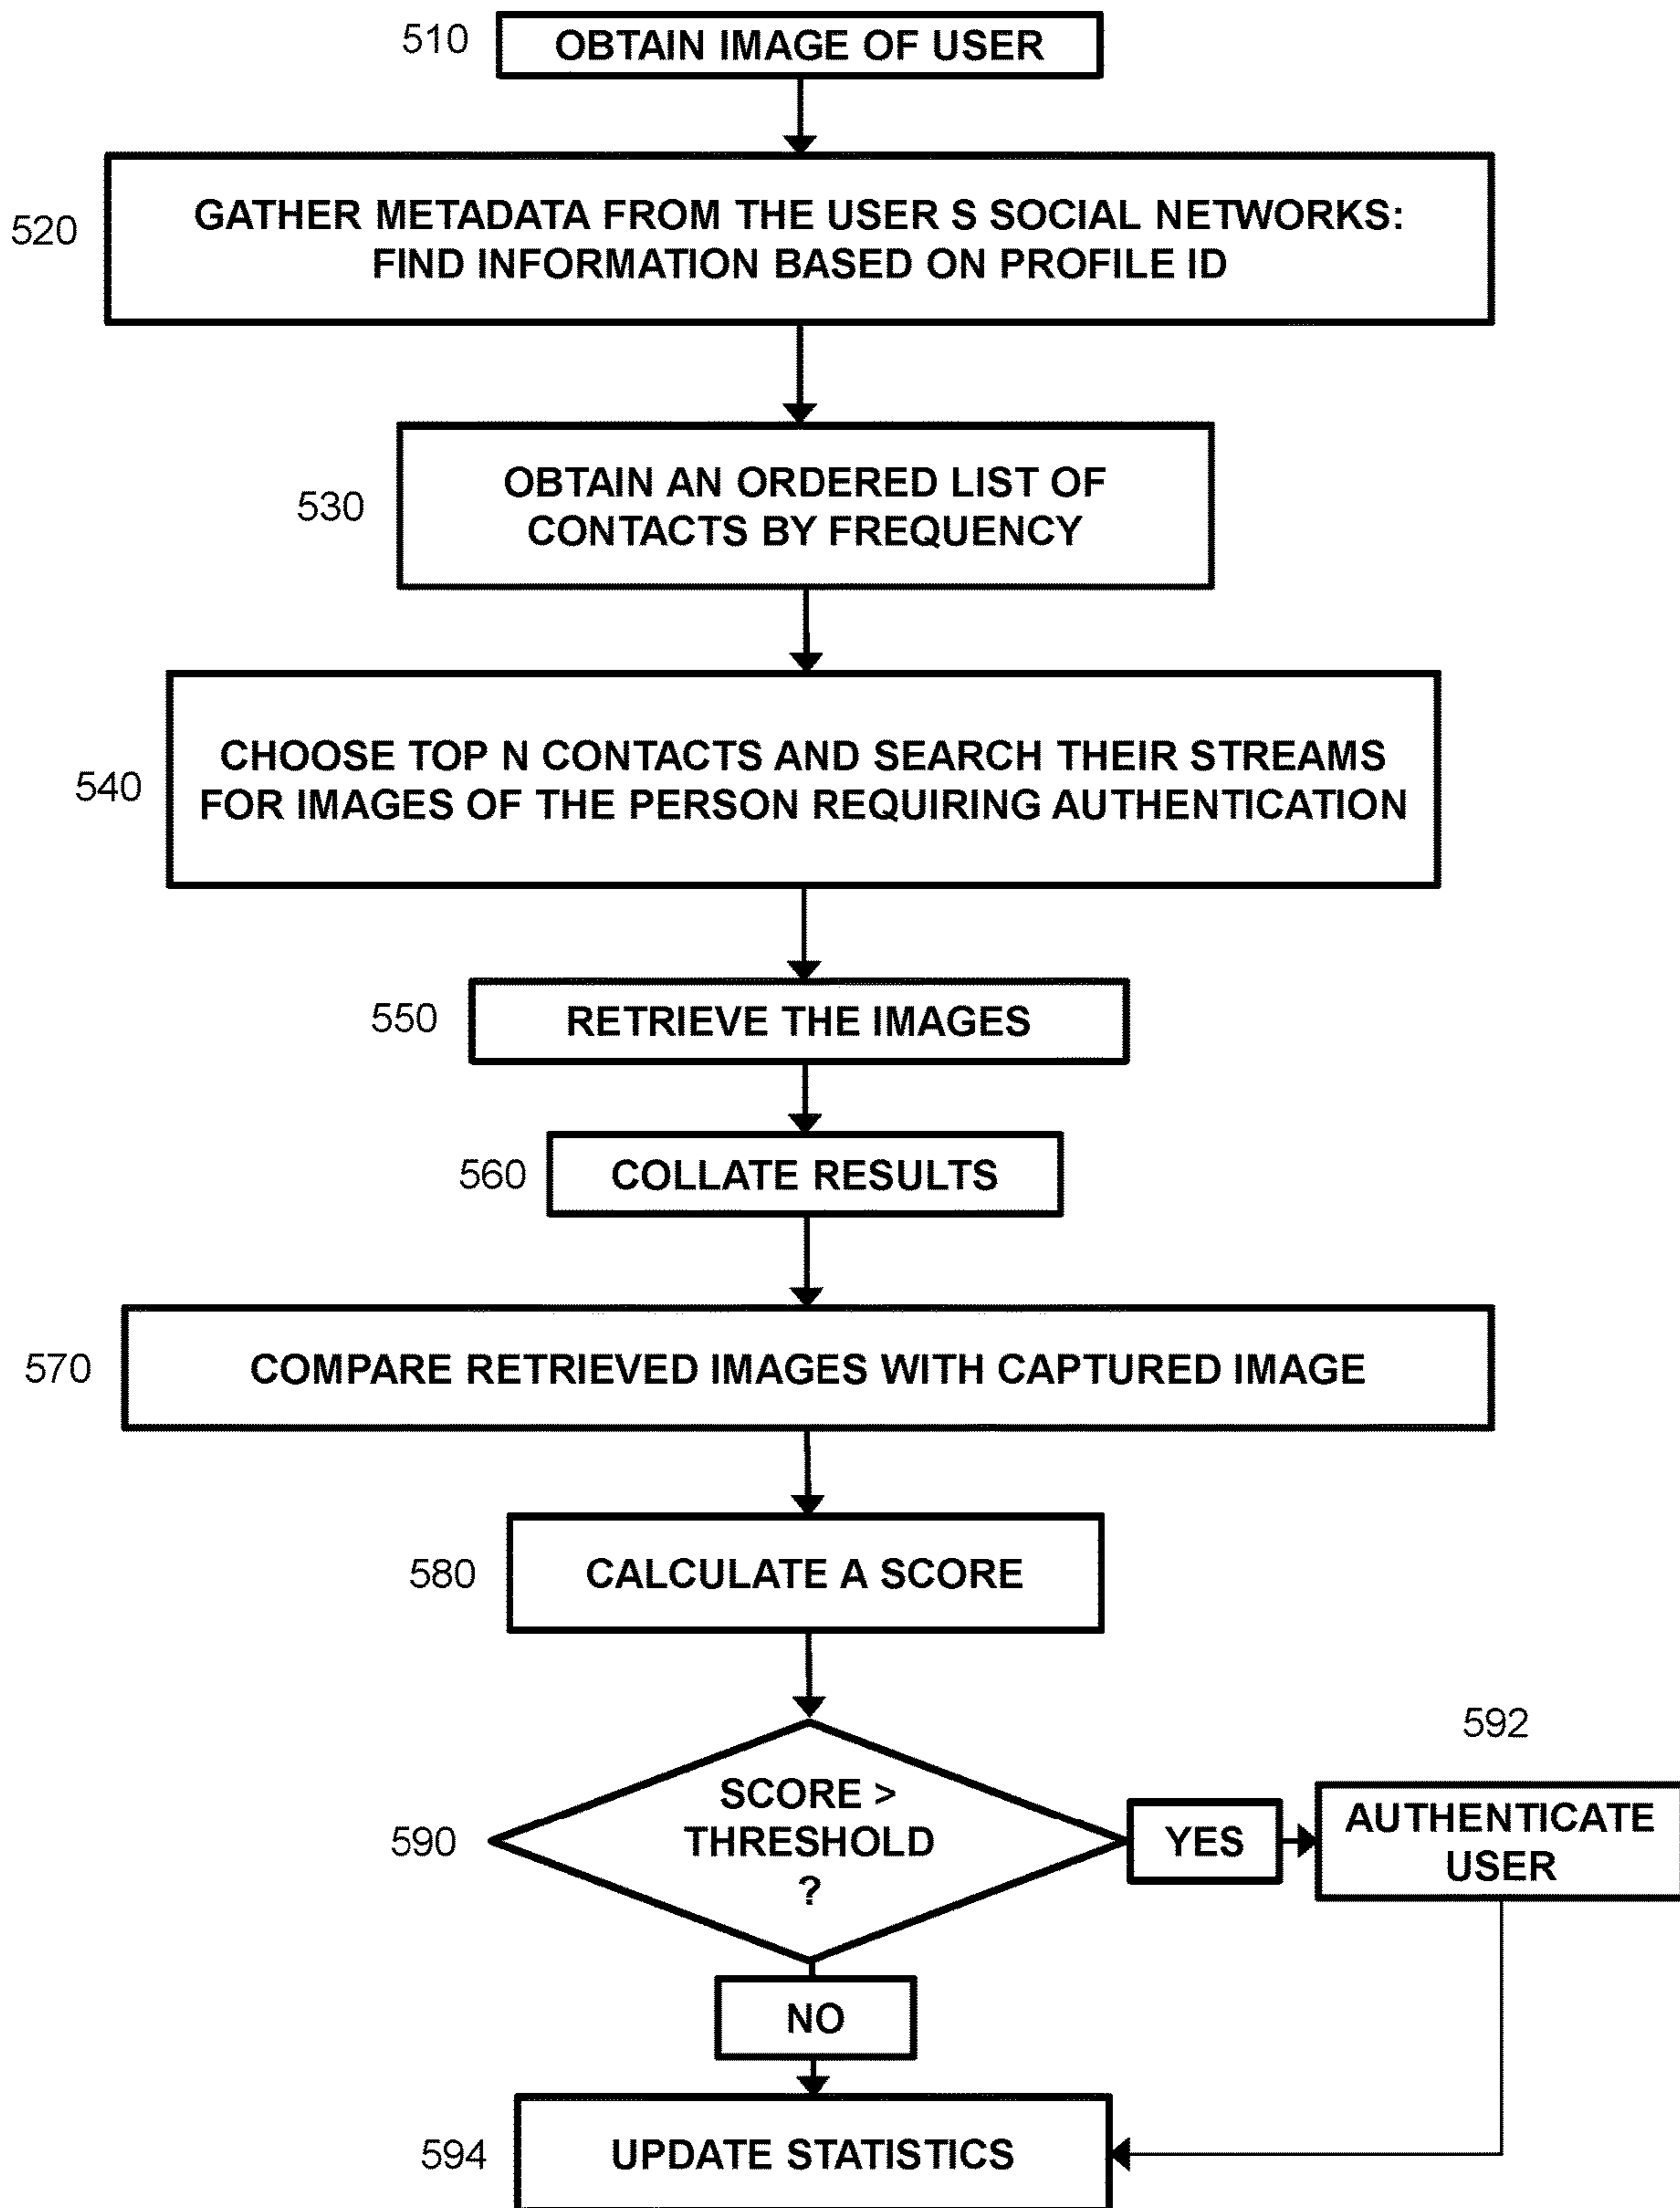 510
OBTAIN IMAGE OF USER
520
GATHER METADATA FROM THE USER S SOCIAL NETWORKS:
FIND INFORMATION BASED ON PROFILE ID
530
OBTAIN AN ORDERED LIST OF
CONTACTS BY FREQUENCY
540
CHOOSE TOP N CONTACTS AND SEARCH THEIR STREAMS
FOR IMAGES OF THE PERSON REQUIRING AUTHENTICATION
550
RETRIEVE THE IMAGES
560
COLLATE RESULTS
570
COMPARE RETRIEVED IMAGES WITH CAPTURED IMAGE
580
CALCULATE A SCORE
590
SCORE >
THRESHOLD
?
YES
592
AUTHENTICATE
USER
NO
594
UPDATE STATISTICS